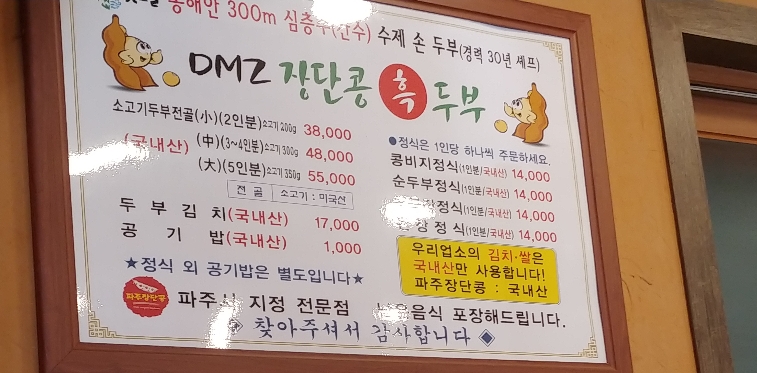 동해안 300m 심층수(간수) 수제 손 두부(경력 30년 셰프)
DMZ 장단콩 흑 두부
소고기두부전골(小)(2인분)소고기 200g 38,000
(국내산) (中)(3~4인분)소고기 300g 48,000
(大)(5인분)소고기 350g 55,000
전 골 소고기 : 미국산
두 부 김 치(국내산) 17,000
공 기 밥(국내산) 1,000
★정식 외 공기밥은 별도입니다★
●정식은 1인당 하나씩 주문하세요.
콩비지정식(1인분/국내산) 14,000
순두부정식(1인분/국내산) 14,000
정식(1인분/국내산) 14,000
장 정 식(1인분/국내산) 14,000
우리업소의 김치·쌀은
국내산만 사용합니다!
파주장단콩 : 국내산
파주장단콩
파주시 지정 전문점 남은음식 포장해드립니다.
◈ 찾아주셔서 감사합니다 ◈